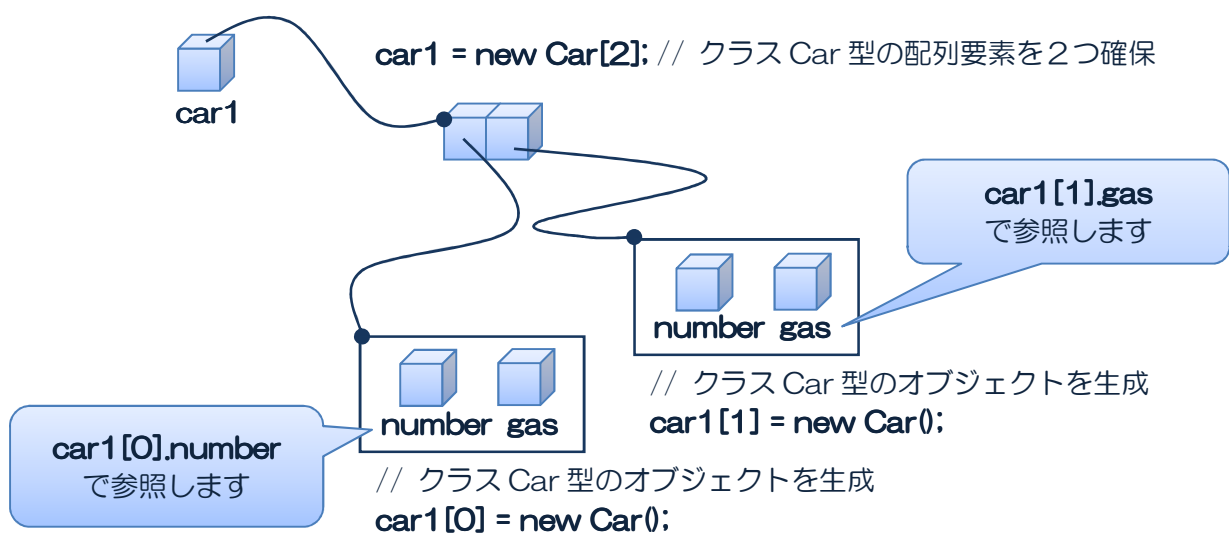 car1 = new Car[2]; // クラス Car 型の配列要素を２つ確保
car1
car1[1].gas
で参照します
number gas
// クラス Car 型のオブジェクトを生成
car1[1] = new Car();
number gas
car1[0].number
で参照します
// クラス Car 型のオブジェクトを生成
car1[0] = new Car();